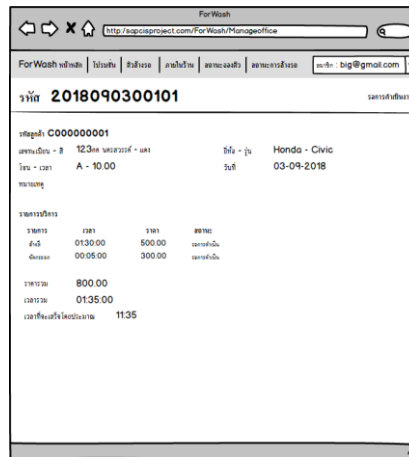 ForWash
http://sapcisproject.com/ForWash/Manageoffice
ForWash หน้าหลัก | โปรโมชั่น | คิวล้างรถ | ภายในร้าน | สถานะจองคิว | สถานะการล้างรถ สมาชิก : big@gmail.com
รหัส 2018090300101 รอการดำเนินงาน
รหัสลูกค้า C000000001
เลขทะเบียน - สี 123กด นครสวรรค์ - แดง ยี่ห้อ - รุ่น Honda - Civic
โซน - เวลา A - 10.00 วันที่ 03-09-2018
หมายเหตุ
รายการบริการ
รายการ เวลา ราคา สถานะ
ล้างสี 01:30:00 500.00 รอการดำเนิน
00:05:00 300.00 รอการดำเนิน
ราคารวม 800.00
เวลารวม 01:35:00
เวลาที่จะเสร็จโดยประมาณ 11:35